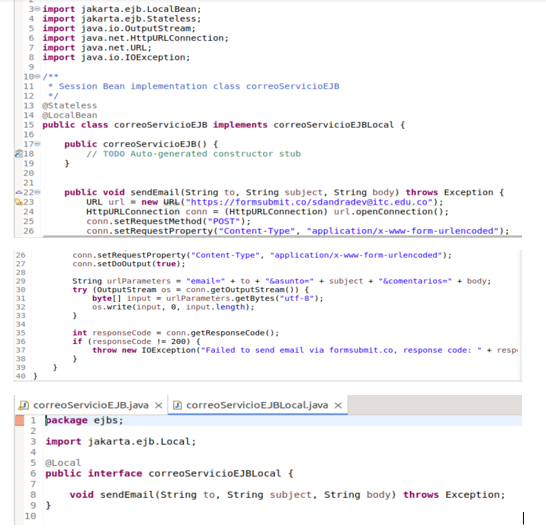 3 import jakarta.ejb.LocalBean;
4 import jakarta.ejb.Stateless;
5 import java.io.OutputStream;
6 import java.net.HttpURLConnection;
7 import java.net.URL;
8 import java.io.IOException;
9
10 /**
11  * Session Bean implementation class correoServicioEJB
12  */
13 @Stateless
14 @LocalBean
15 public class correoServicioEJB implements correoServicioEJBLocal {
16
17     public correoServicioEJB() {
18         // TODO Auto-generated constructor stub
19     }
20
21
22     public void sendEmail(String to, String subject, String body) throws Exception {
23         URL url = new URL("https://formsubmit.co/sdandradev@itc.edu.co");
24         HttpURLConnection conn = (HttpURLConnection) url.openConnection();
25         conn.setRequestMethod("POST");
26         conn.setRequestProperty("Content-Type", "application/x-www-form-urlencoded");
26         conn.setRequestProperty("Content-Type", "application/x-www-form-urlencoded");
27         conn.setDoOutput(true);
28
29         String urlParameters = "email=" + to + "&asunto=" + subject + "&comentarios=" + body;
30         try (OutputStream os = conn.getOutputStream()) {
31             byte[] input = urlParameters.getBytes("utf-8");
32             os.write(input, 0, input.length);
33         }
34
35         int responseCode = conn.getResponseCode();
36         if (responseCode != 200) {
37             throw new IOException("Failed to send email via formsubmit.co, response code: " + resp
38         }
39     }
40 }
correoServicioEJB.java correoServicioEJBLocal.java
1 package ejbs;
2
3 import jakarta.ejb.Local;
4
5 @Local
6 public interface correoServicioEJBLocal {
7
8     void sendEmail(String to, String subject, String body) throws Exception;
9 }
10